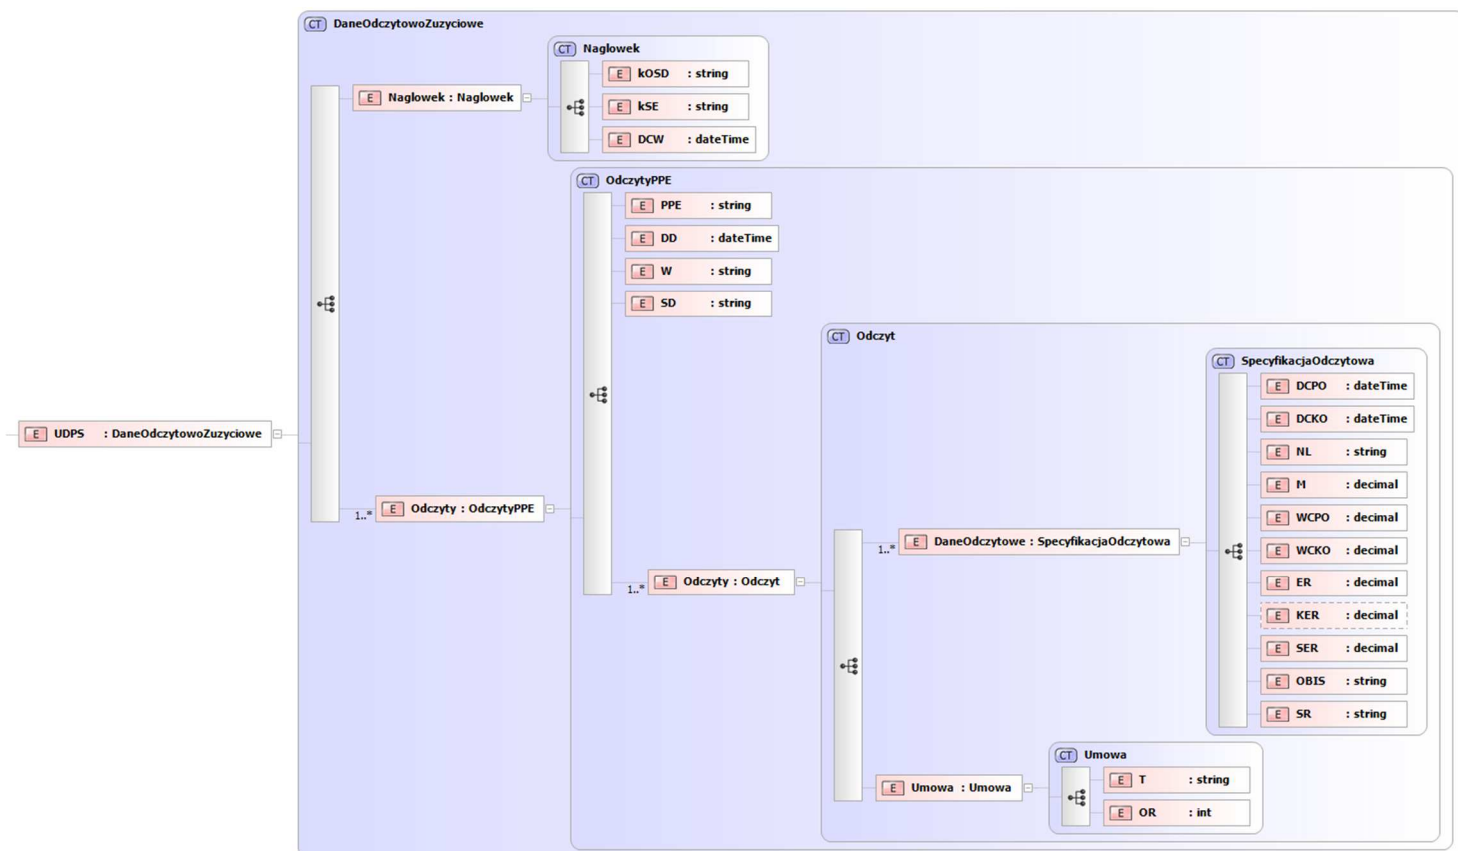 CT DaneOdczytowoZuzyciowe
CT Naglowek
E kOSD : string
E Naglowek : Naglowek
E kSE : string
E DCW : dateTime
CT OdczytyPPE
E PPE : string
E DD : dateTime
E W : string
E SD : string
CT Odczyt
CT SpecyfikacjaOdczytowa
E DCPO : dateTime
E DCKO : dateTime
E UDPS : DaneOdczytowoZuzyciowe
E NL : string
E M : decimal
1..* E Odczyty : OdczytyPPE
E WCPO : decimal
1..* E DaneOdczytowe : SpecyfikacjaOdczytowa
E WCKO : decimal
1..* E Odczyty : Odczyt
E ER : decimal
E KER : decimal
E SER : decimal
E OBIS : string
E SR : string
CT Umowa
E T : string
E Umowa : Umowa
E OR : int